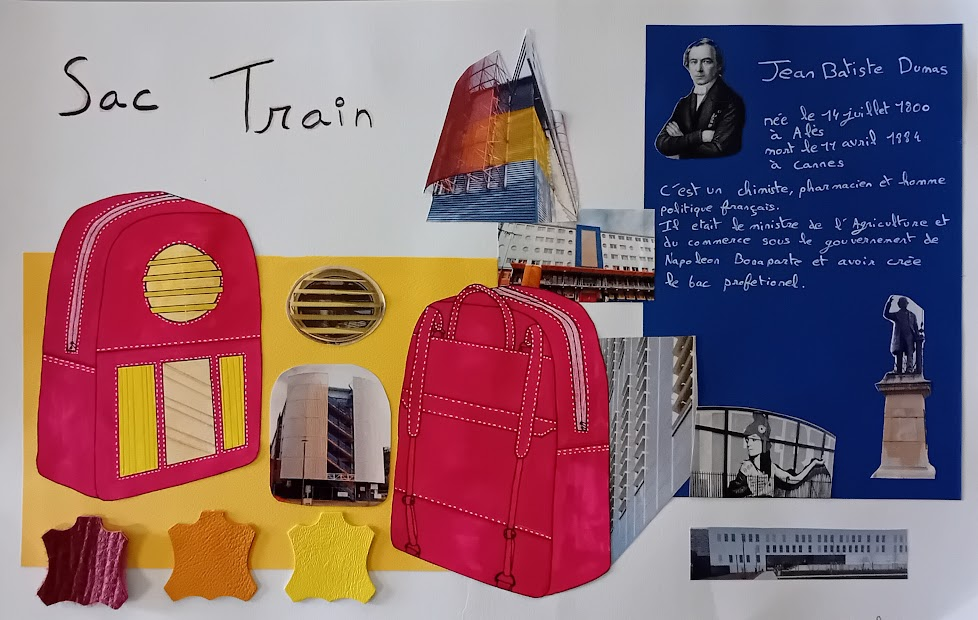 Sac Train
Jean Batiste Dumas
née le 14 juillet 1800
à Alès
mort le 11 avril 1884
à Cannes
C'est un chimiste, pharmacien et homme
politique français.
Il etait le ministre de l'Agriculture et
du commerce sous le gouvernement de
Napoleon Bonaparte et avoir crée
le bac profetionel.